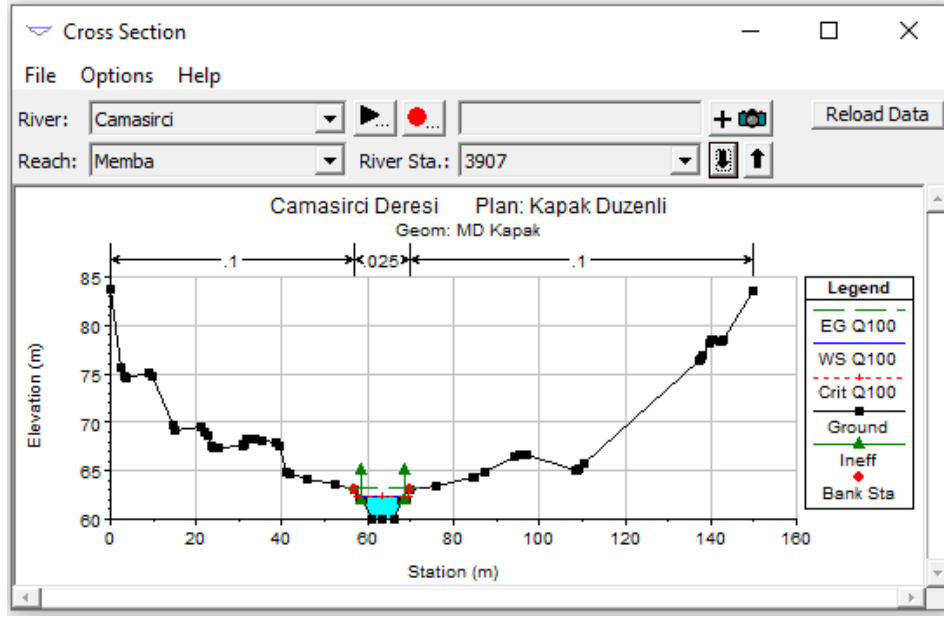 Cross Section
File Options Help
River: Camasirci ... ... + Reload Data
Reach: Memba River Sta.: 3907
Camasirci Deresi Plan: Kapak Duzenli
Geom: MD Kapak
.1 .025 .1
85
80
75
70
65
60
Elevation (m)
0 20 40 60 80 100 120 140 160
Station (m)
Legend
EG Q100
WS Q100
Crit Q100
Ground
Ineff
Bank Sta